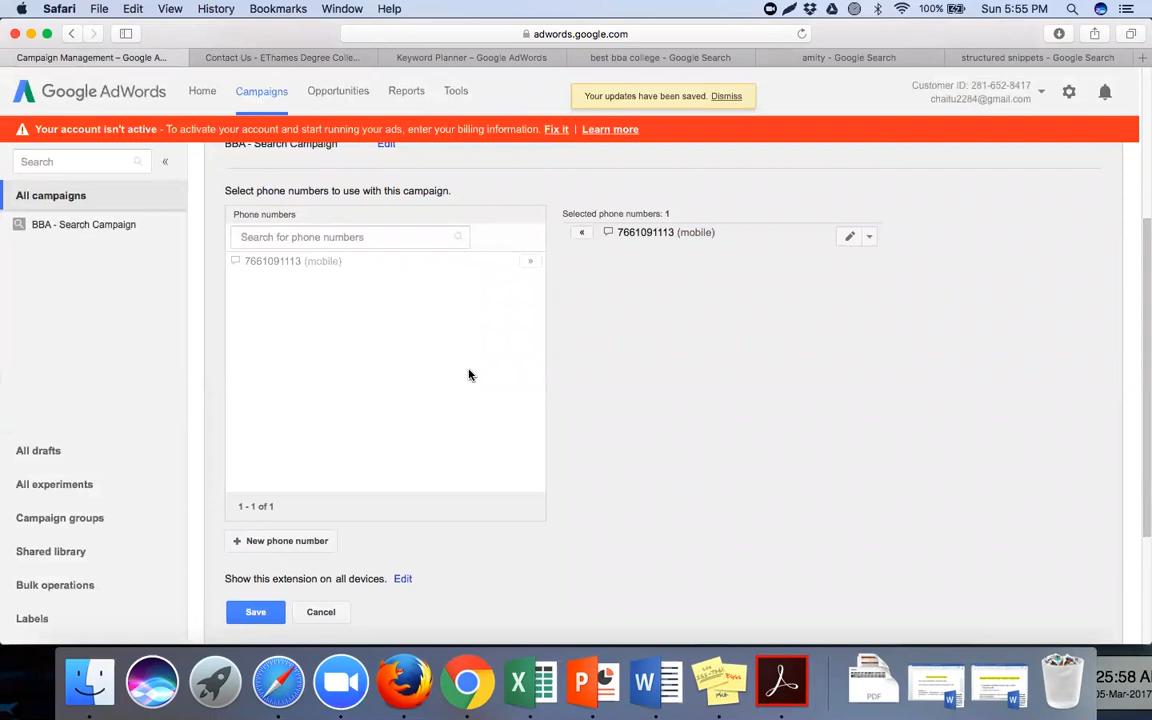 Safari File Edit View History Bookmarks Window Help 100% Sun 5:55 PM
adwords.google.com
Campaign Management – Google A... Contact Us - EThames Degree Colle... Keyword Planner – Google AdWords best bba college - Google Search amity - Google Search structured snippets - Google Search
Google AdWords Home Campaigns Opportunities Reports Tools
Your updates have been saved. Dismiss
Customer ID: 281-652-8417
chaitu2284@gmail.com
Your account isn't active - To activate your account and start running your ads, enter your billing information. Fix it | Learn more
Search «
BBA - Search Campaign Edit
All campaigns
BBA - Search Campaign
Select phone numbers to use with this campaign.
Phone numbers
Selected phone numbers: 1
Search for phone numbers
« 7661091113 (mobile)
7661091113 (mobile) »
1 - 1 of 1
+ New phone number
Show this extension on all devices. Edit
Save Cancel
All drafts
All experiments
Campaign groups
Shared library
Bulk operations
Labels
PDF
25:58
05-Mar-2017